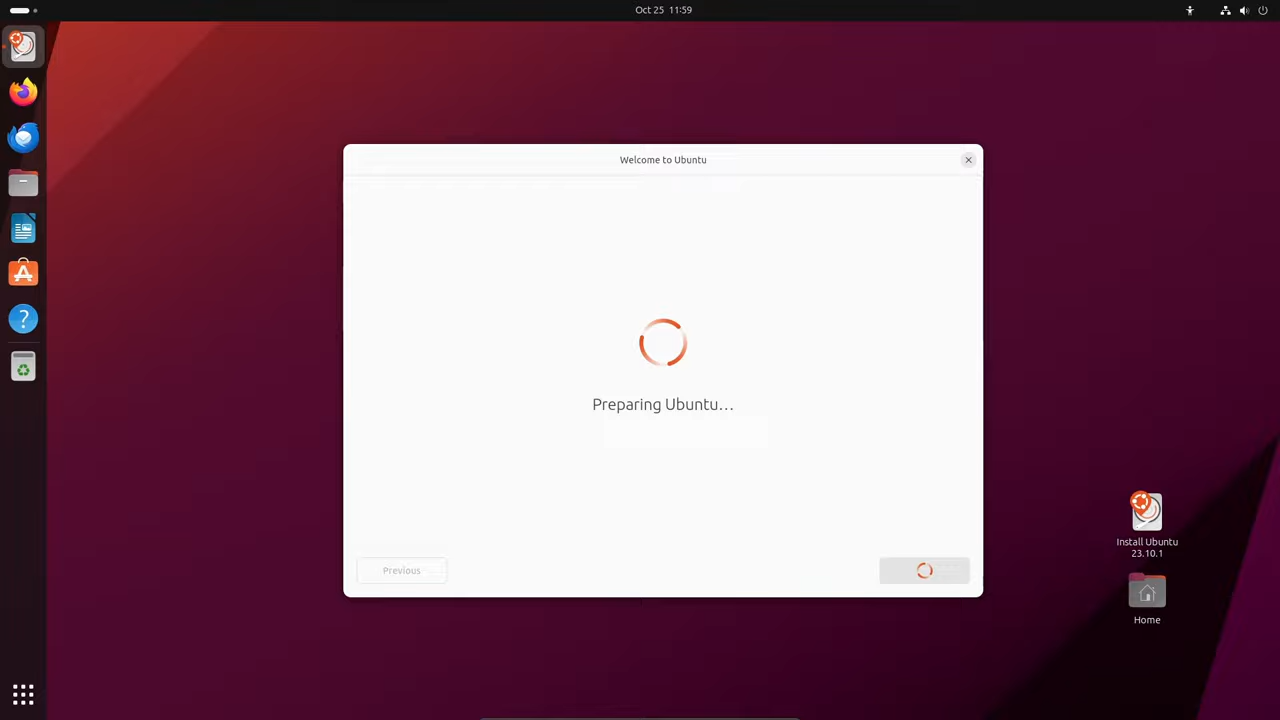 Oct 25 11:59
Welcome to Ubuntu
Preparing Ubuntu...
Previous
Install Ubuntu
23.10.1
Home